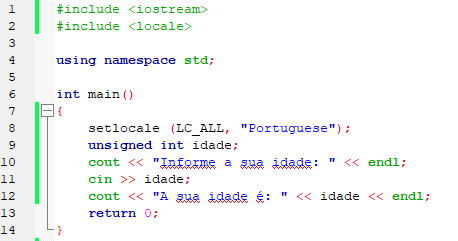 1 #include <iostream>
2 #include <locale>
3
4 using namespace std;
5
6 int main()
7 {
8 setlocale (LC_ALL, "Portuguese");
9 unsigned int idade;
10 cout << "Informe a sua idade: " << endl;
11 cin >> idade;
12 cout << "A sua idade é: " << idade << endl;
13 return 0;
14 }